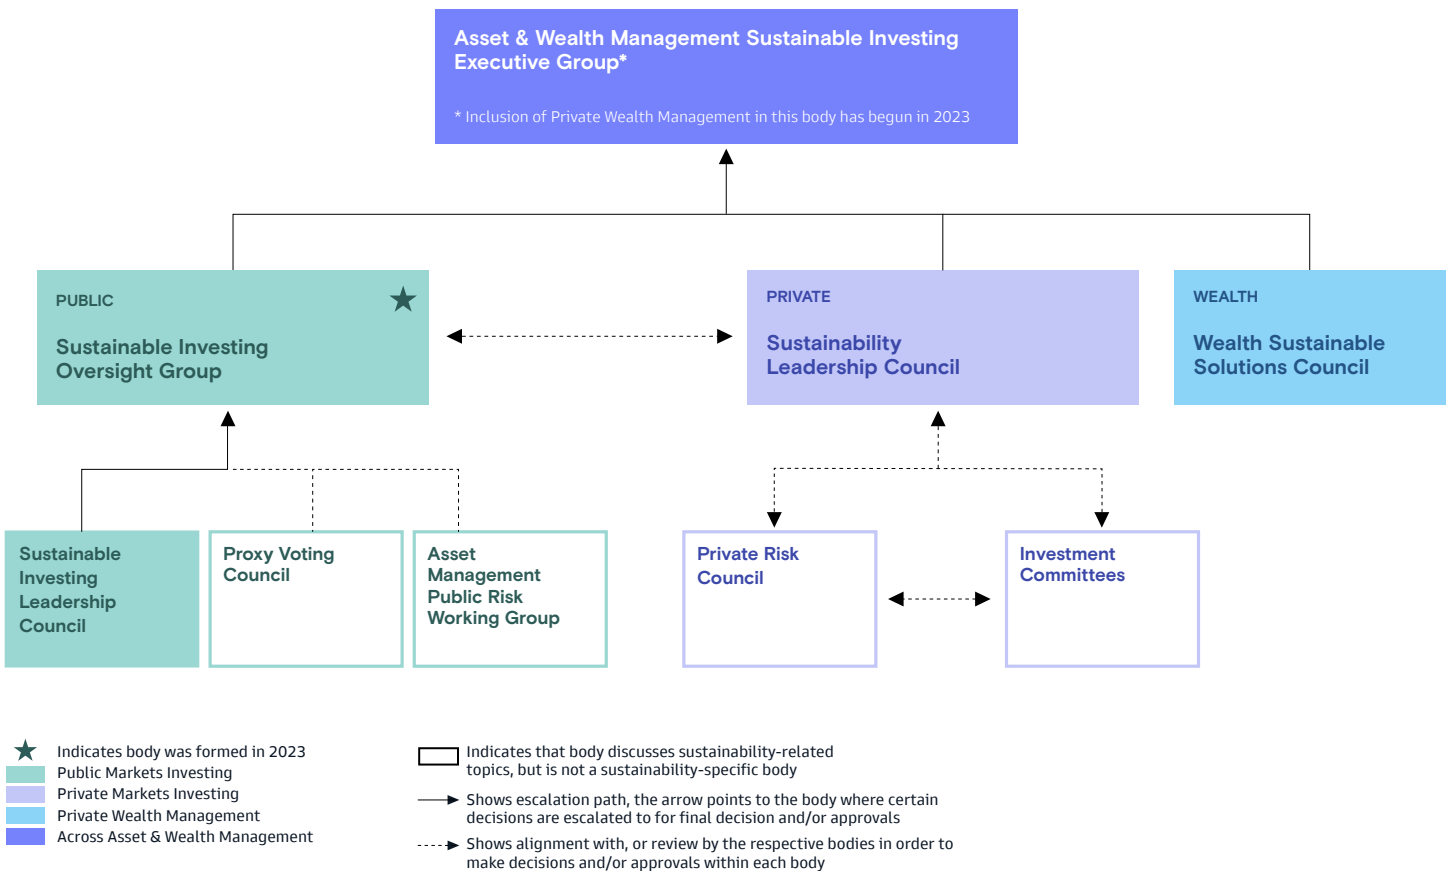 Asset & Wealth Management Sustainable Investing
Executive Group*
* Inclusion of Private Wealth Management in this body has begun in 2023
PUBLIC
Sustainable Investing
Oversight Group
PRIVATE
Sustainability
Leadership Council
WEALTH
Wealth Sustainable
Solutions Council
Sustainable
Investing
Leadership
Council
Proxy Voting
Council
Asset
Management
Public Risk
Working Group
Private Risk
Council
Investment
Committees
Indicates body was formed in 2023
Public Markets Investing
Private Markets Investing
Private Wealth Management
Across Asset & Wealth Management
Indicates that body discusses sustainability-related
topics, but is not a sustainability-specific body
Shows escalation path, the arrow points to the body where certain
decisions are escalated to for final decision and/or approvals
Shows alignment with, or review by the respective bodies in order to
make decisions and/or approvals within each body